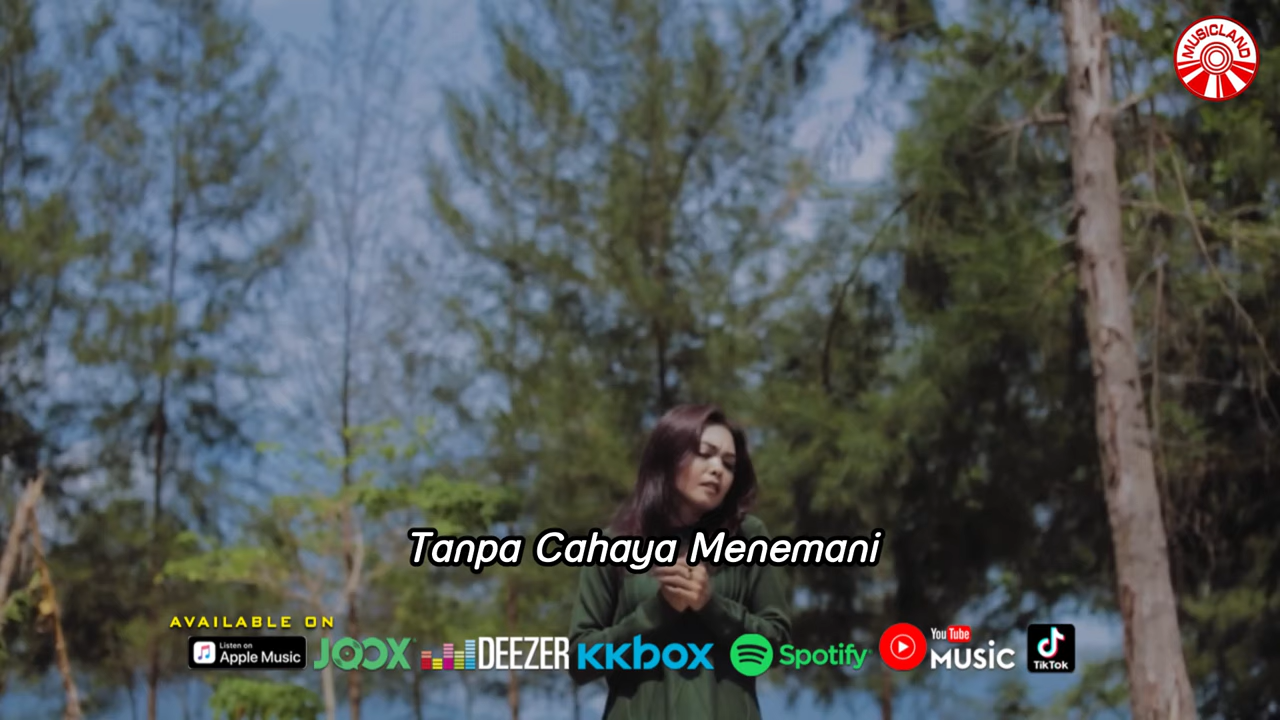 MUSICLAND
Tanpa Cahaya Menemani
AVAILABLE ON
Listen on
Apple Music
JOOX
DEEZER
KKBOX
Spotify
YouTube
MUSIC
TikTok